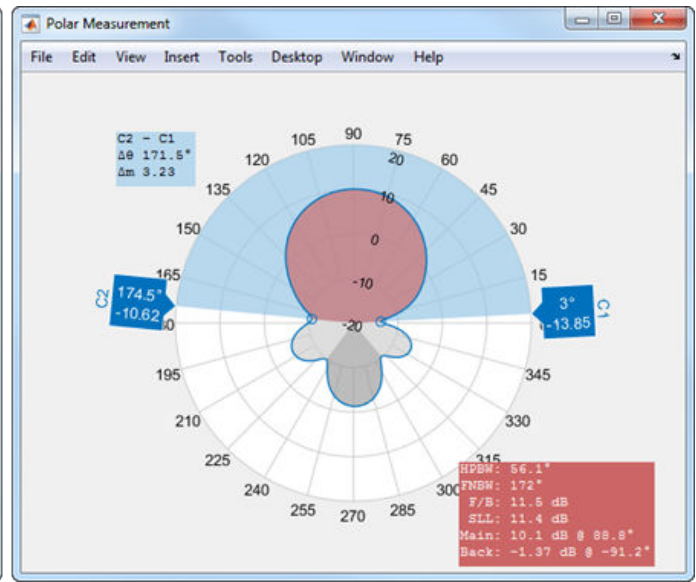 Polar Measurement
File Edit View Insert Tools Desktop Window Help
C2 - C1
Δθ 171.5°
Δm 3.23
105 90 75
120 20 60
135 10 45
150 0 30
165 -10 15
C2 174.5° -10.62
-20
3° -13.85 C1
195 345
210 330
225 315
240 300
255 270 285
HPBW: 56.1°
FNBW: 172°
F/B: 11.5 dB
SLL: 11.4 dB
Main: 10.1 dB @ 88.8°
Back: -1.37 dB @ -91.2°